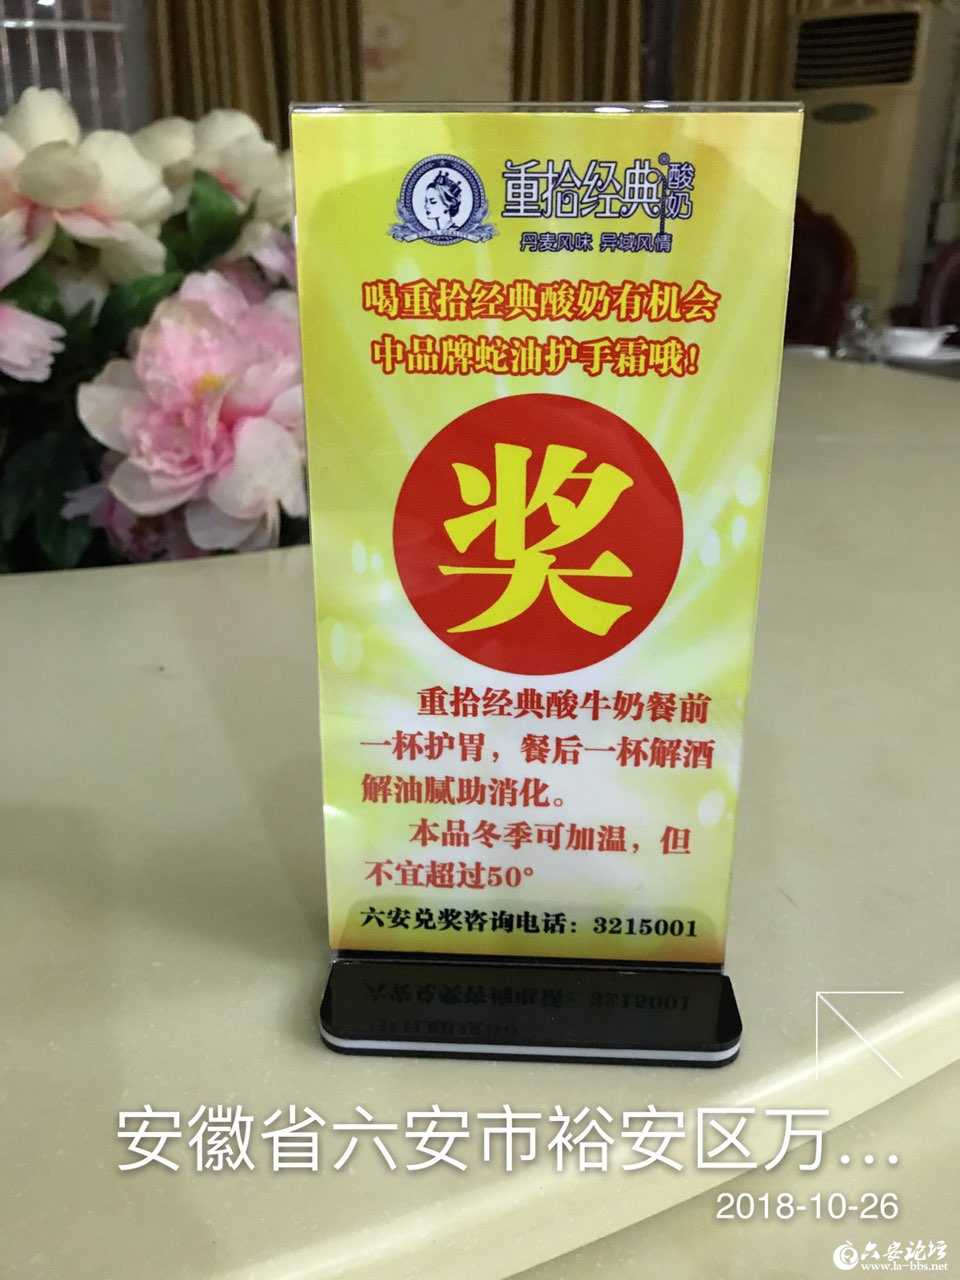 重拾经典®酸奶
丹麦风味 异域风情
喝重拾经典酸奶有机会
中品牌蛇油护手霜哦!
奖
重拾经典酸牛奶餐前
一杯护胃，餐后一杯解酒
解油腻助消化。
本品冬季可加温，但
不宜超过50°
六安兑奖咨询电话：3215001
安徽省六安市裕安区万...
2018-10-26
六安论坛
www.la-bbs.net